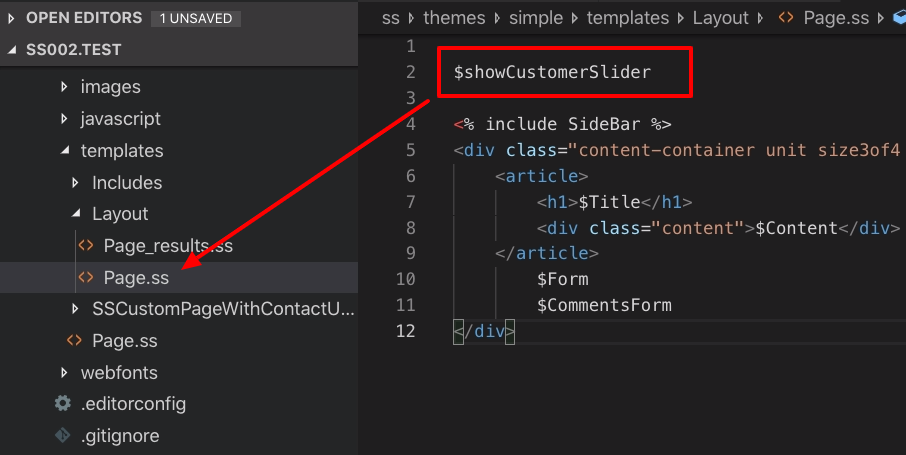 OPEN EDITORS 1 UNSAVED
SS002.TEST
images
javascript
templates
Includes
Layout
Page_results.ss
Page.ss
SSCustomPageWithContactU...
Page.ss
webfonts
.editorconfig
.gitignore
ss themes simple templates Layout <> Page.ss
1
2 $showCustomerSlider
3
4 <% include SideBar %>
5 <div class="content-container unit size3of4
6 <article>
7 <h1>$Title</h1>
8 <div class="content">$Content</div>
9 </article>
10 $Form
11 $CommentsForm
12 </div>